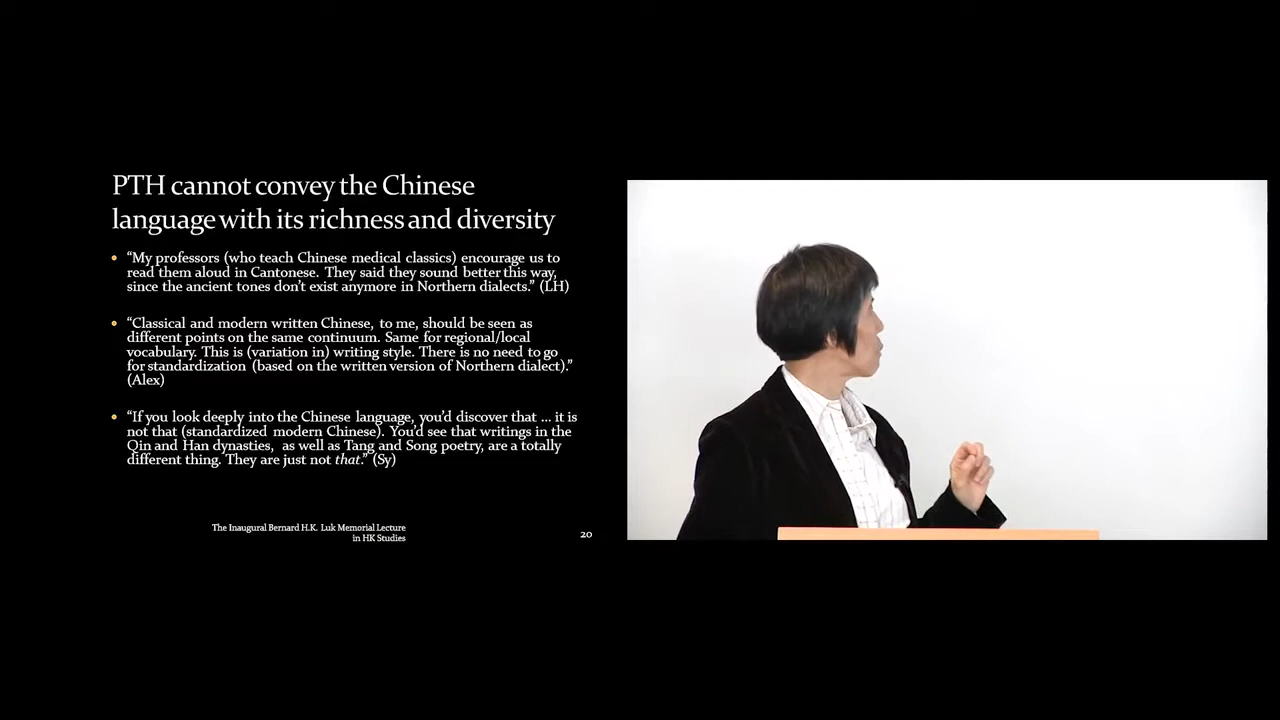 PTH cannot convey the Chinese
language with its richness and diversity
“My professors (who teach Chinese medical classics) encourage us to
read them aloud in Cantonese. They said they sound better this way,
since the ancient tones don’t exist anymore in Northern dialects.” (LH)
“Classical and modern written Chinese, to me, should be seen as
different points on the same continuum. Same for regional/local
vocabulary. This is (variation in) writing style. There is no need to go
for standardization (based on the written version of Northern dialect).”
(Alex)
“If you look deeply into the Chinese language, you’d discover that ... it is
not that (standardized modern Chinese). You’d see that writings in the
Qin and Han dynasties, as well as Tang and Song poetry, are a totally
different thing. They are just not that.” (Sy)
The Inaugural Bernard H.K. Luk Memorial Lecture
in HK Studies
20